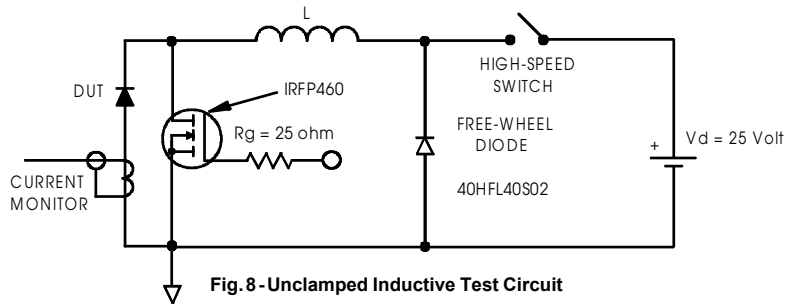 L
HIGH-SPEED
SWITCH
DUT
IRFP460
Rg = 25 ohm
FREE-WHEEL
DIODE
40HFL40S02
+
Vd = 25 Volt
CURRENT
MONITOR
Fig. 8 - Unclamped Inductive Test Circuit